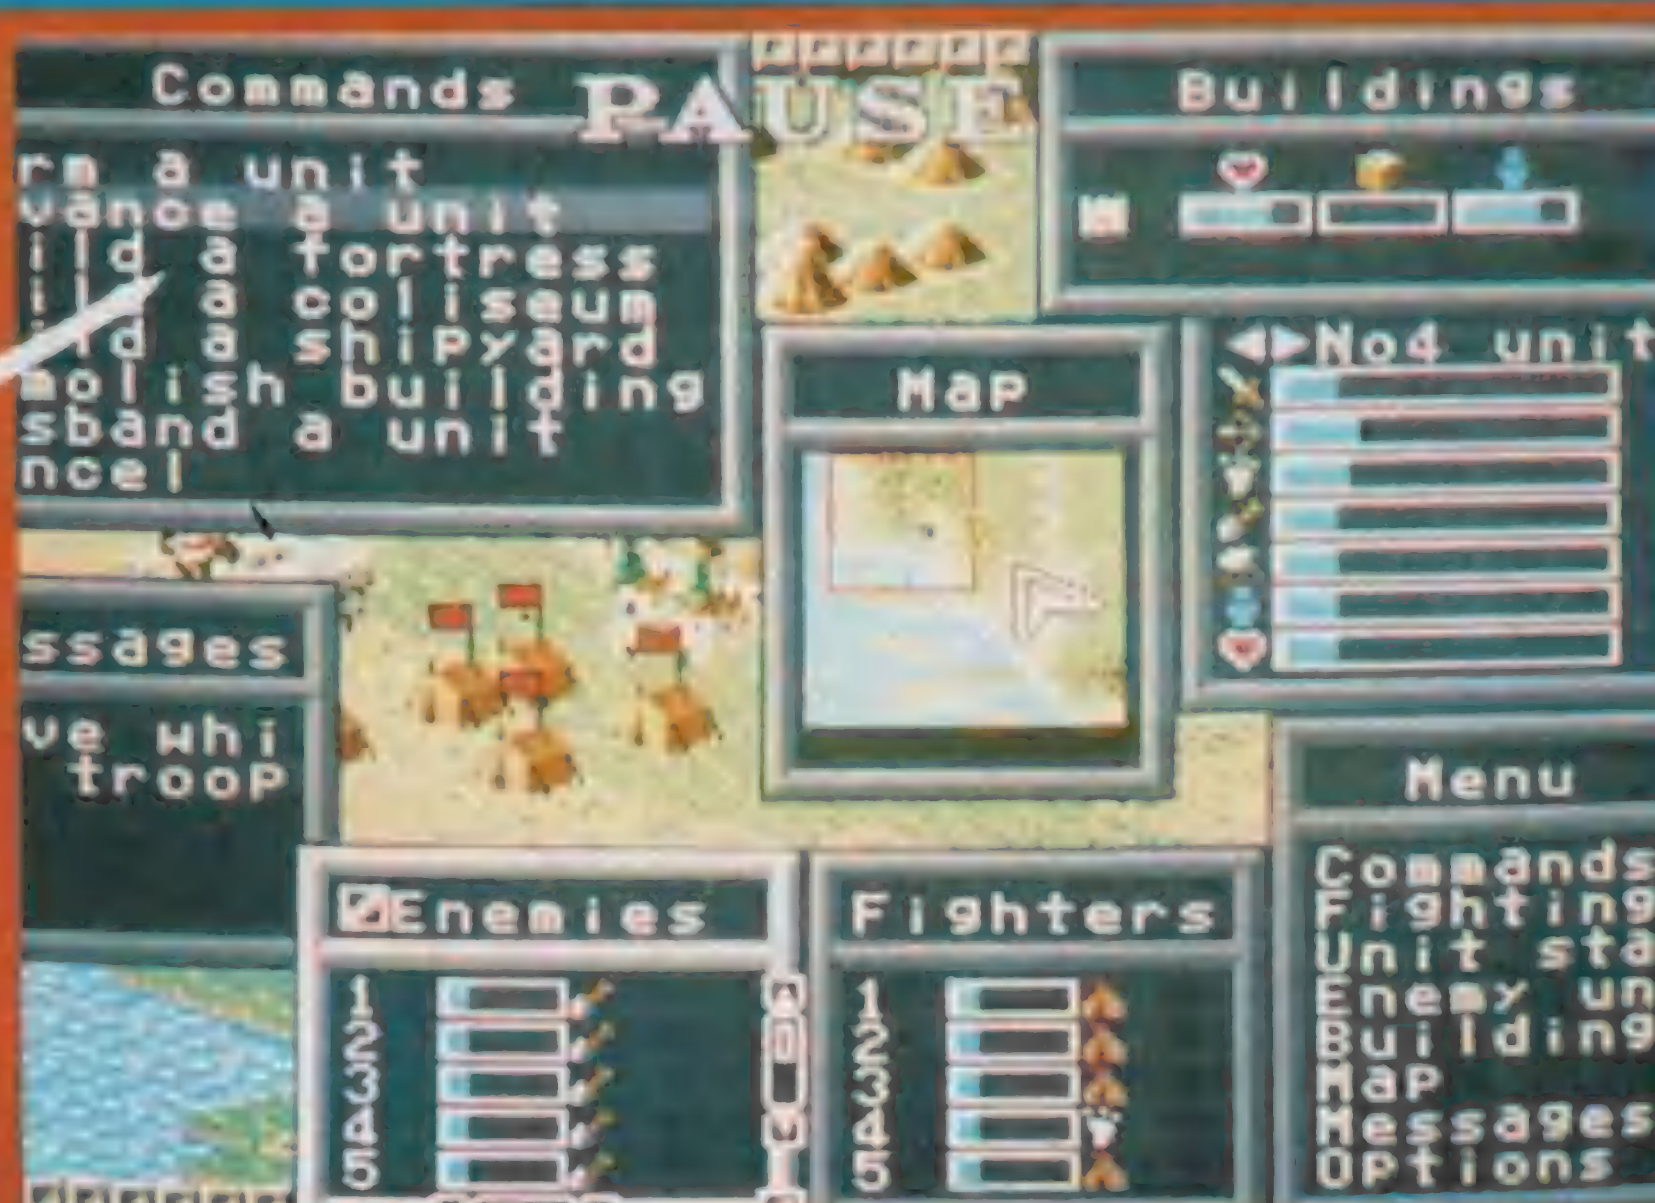 Commands
PAUSE
Buildings
rm a unit
vance a unit
ild a fortress
il a coliseum
ld a shipyard
molish building
sband a unit
ncel
No4 unit
Map
ssages
ve whi
troop
Enemies
1
2
3
4
5
Fighters
1
2
3
4
5
Menu
Commands
Fighting
Unit sta
Enemy un
Building
Map
Messages
Options